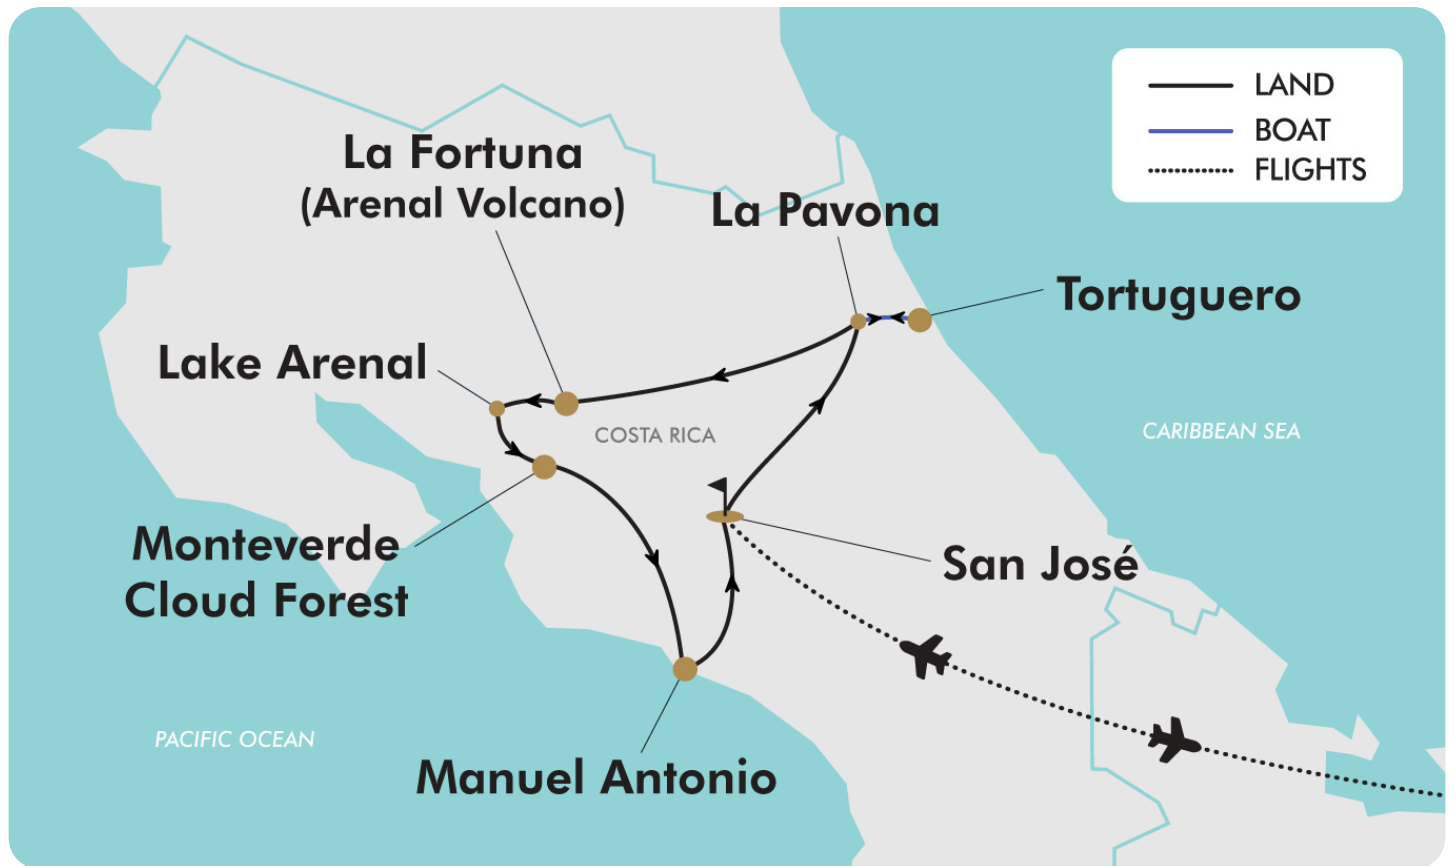 LAND
BOAT
FLIGHTS
La Fortuna
(Arenal Volcano)
La Pavona
Tortuguero
Lake Arenal
COSTA RICA
CARIBBEAN SEA
Monteverde
Cloud Forest
San José
PACIFIC OCEAN
Manuel Antonio